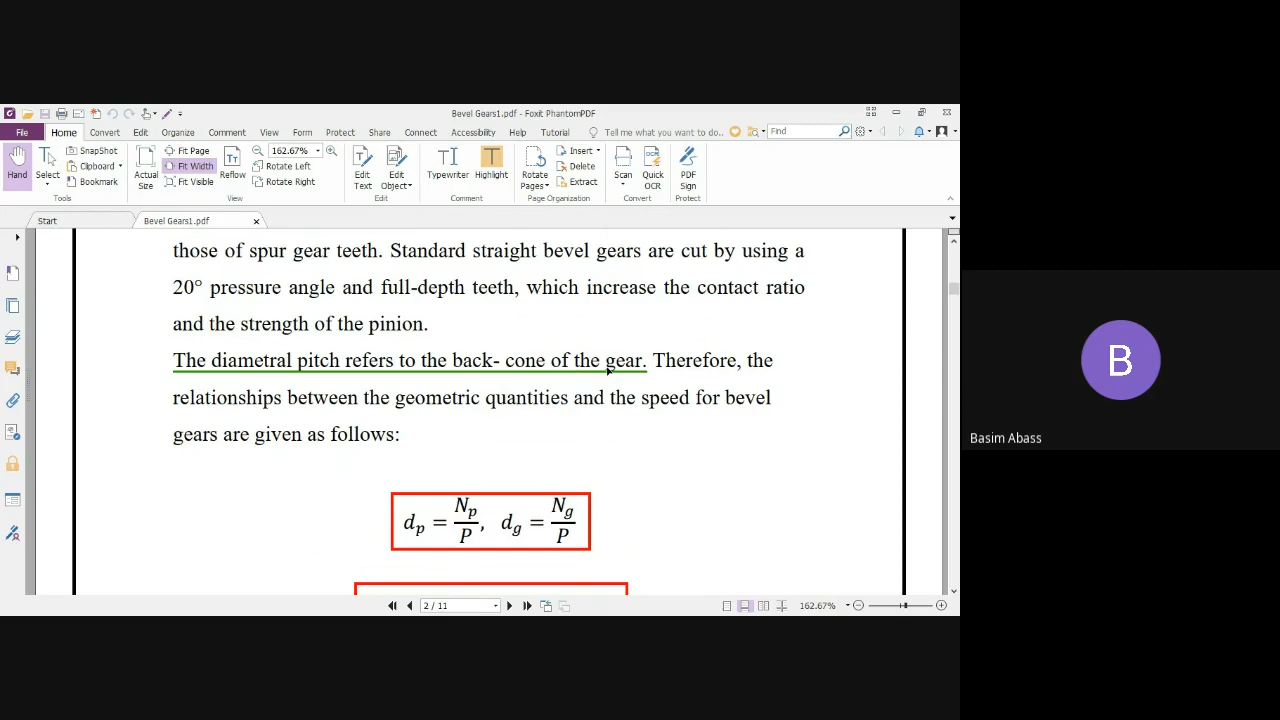 Bevel Gears1.pdf - Foxit PhantomPDF
File Home Convert Edit Organize Comment View Form Protect Share Connect Accessibility Help Tutorial Tell me what you want to do.. Find
Hand
Select
SnapShot
Clipboard
Bookmark
Tools
Actual Size
Fit Page
Fit Width
Fit Visible
Reflow
162.67%
Rotate Left
Rotate Right
View
Edit Text
Edit Object
Edit
Typewriter
Highlight
Comment
Rotate Pages
Insert
Delete
Extract
Page Organization
Scan
Quick OCR
Convert
PDF Sign
Protect
Start
Bevel Gears1.pdf
those of spur gear teeth. Standard straight bevel gears are cut by using a
20° pressure angle and full-depth teeth, which increase the contact ratio
and the strength of the pinion.
The diametral pitch refers to the back- cone of the gear. Therefore, the
relationships between the geometric quantities and the speed for bevel
gears are given as follows:
d_p = N_p/P, d_g = N_g/P
2 / 11
162.67%
B
Basim Abass